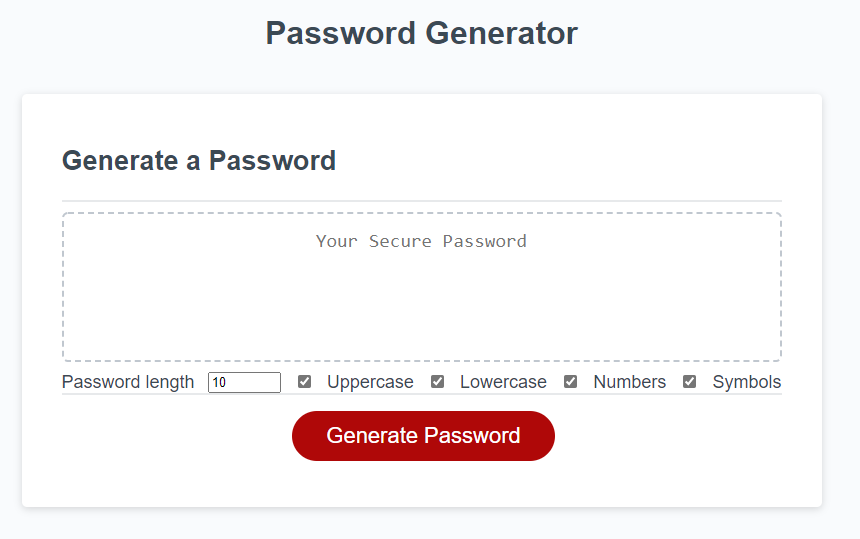 Password Generator
Generate a Password
Your Secure Password
Password length 10 Uppercase Lowercase Numbers Symbols
Generate Password